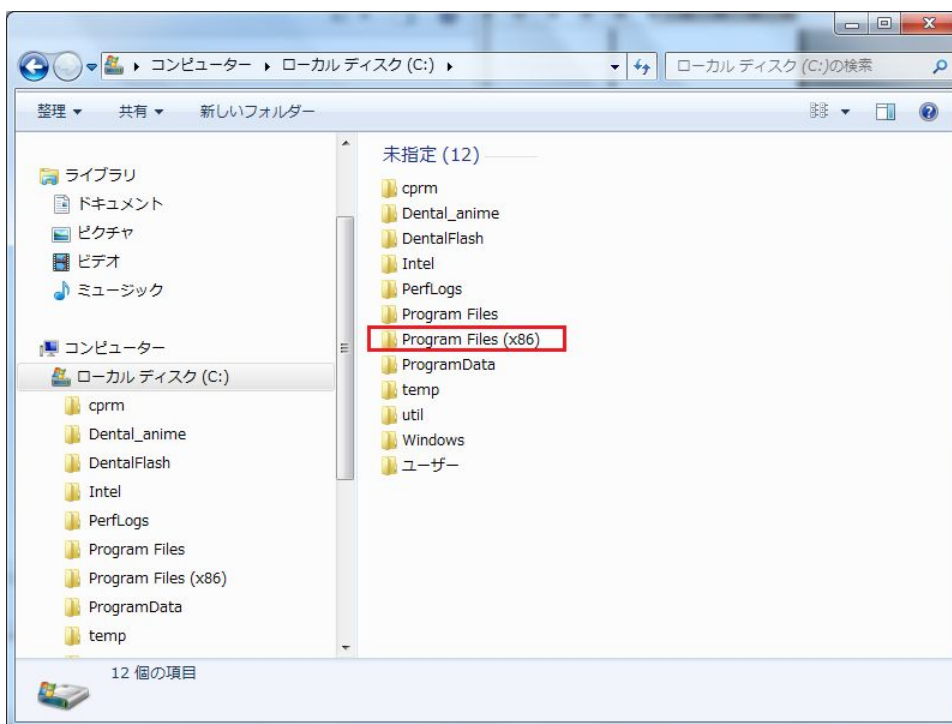 コンピューター ローカル ディスク (C:)
ローカル ディスク (C:)の検索
整理 共有 新しいフォルダー
ライブラリ
ドキュメント
ピクチャ
ビデオ
ミュージック
コンピューター
ローカル ディスク (C:)
cprm
Dental_anime
DentalFlash
Intel
PerfLogs
Program Files
Program Files (x86)
ProgramData
temp
未指定 (12)
cprm
Dental_anime
DentalFlash
Intel
PerfLogs
Program Files
Program Files (x86)
ProgramData
temp
util
Windows
ユーザー
12 個の項目